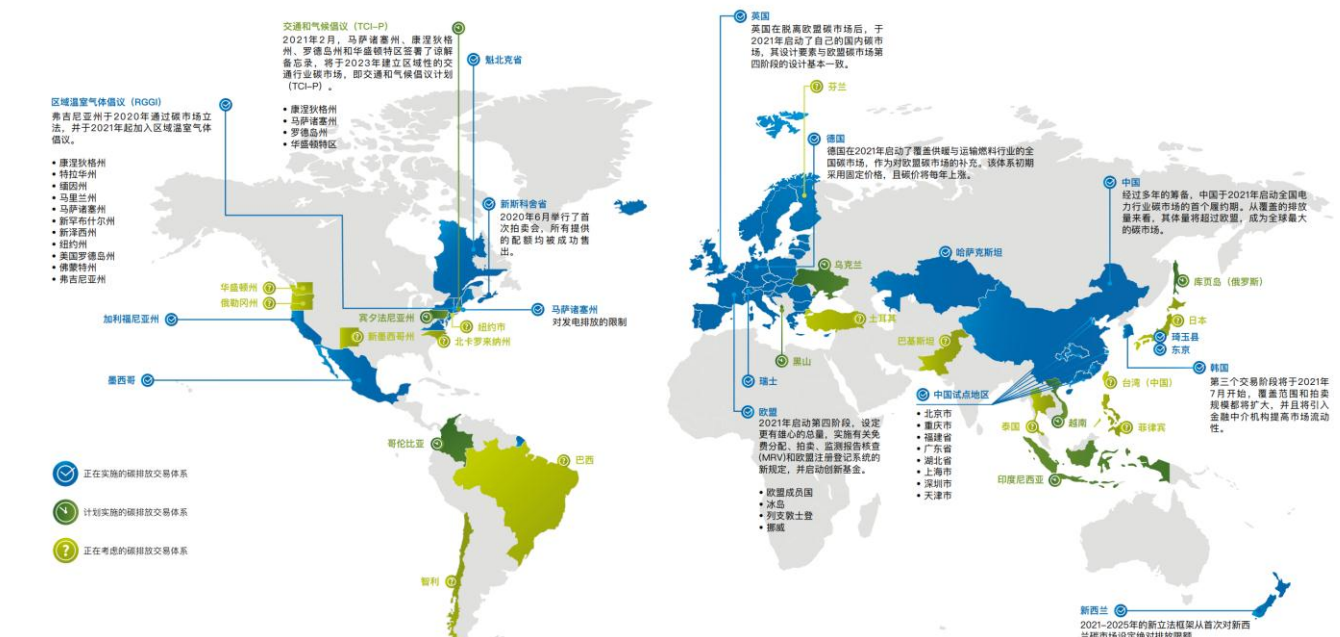 交通和气候倡议（TCI-P）
2021年2月，马萨诸塞州、康涅狄格
州、罗德岛州和华盛顿特区签署了谅解
备忘录，将于2023年建立区域性的交
通行业碳市场，即交通和气候倡议计划
（TCI-P）。
• 康涅狄格州
• 马萨诸塞州
• 罗德岛州
• 华盛顿特区
魁北克省
区域温室气体倡议（RGGI）
弗吉尼亚州于2020年通过碳市场立
法，并于2021年起加入区域温室气体
倡议。
• 康涅狄格州
• 特拉华州
• 缅因州
• 马里兰州
• 马萨诸塞州
• 新罕布什尔州
• 新泽西州
• 纽约州
• 美国罗德岛州
• 佛蒙特州
• 弗吉尼亚州
新斯科舍省
2020年6月举行了首
次拍卖会，所有提供
的配额均被成功售
出。
华盛顿州
俄勒冈州
加利福尼亚州
宾夕法尼亚州
新墨西哥州
纽约市
北卡罗来纳州
马萨诸塞州
对发电排放的限制
墨西哥
哥伦比亚
巴西
智利
正在实施的碳排放交易体系
计划实施的碳排放交易体系
正在考虑的碳排放交易体系
英国
英国在脱离欧盟碳市场后，于
2021年启动了自己的国内碳市
场，其设计要素与欧盟碳市场第
四阶段的设计基本一致。
芬兰
德国
德国在2021年启动了覆盖供暖与运输燃料行业的全
国碳市场，作为对欧盟碳市场的补充。该体系初期
采用固定价格，且碳价将每年上涨。
中国
经过多年的筹备，中国于2021年启动全国电
力行业碳市场的首个履约期。从覆盖的排放
量来看，其体量将超过欧盟，成为全球最大
的碳市场。
哈萨克斯坦
乌克兰
库页岛（俄罗斯）
土耳其
日本
巴基斯坦
琦玉县
东京
黑山
瑞士
韩国
第三个交易阶段将于2021年
7月开始，覆盖范围和拍卖
规模都将扩大，并且将引入
金融中介机构提高市场流动
性。
台湾（中国）
中国试点地区
• 北京市
• 重庆市
• 福建省
• 广东省
• 湖北省
• 上海市
• 深圳市
• 天津市
欧盟
2021年启动第四阶段，设定
更有雄心的总量，实施有关免
费分配、拍卖、监测报告核查
(MRV)和欧盟注册登记系统的
新规定，并启动创新基金。
• 欧盟成员国
• 冰岛
• 列支敦士登
• 挪威
泰国
越南
菲律宾
印度尼西亚
新西兰
2021-2025年的新立法框架从首次对新西
兰碳市场设定绝对排放限额